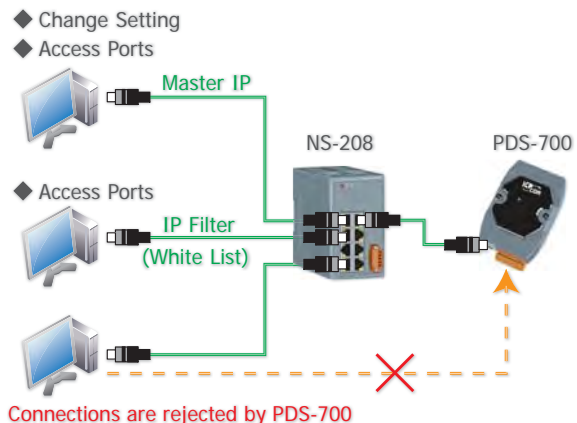 ◆ Change Setting
◆ Access Ports
Master IP
NS-208
PDS-700
◆ Access Ports
IP Filter
(White List)
Connections are rejected by PDS-700